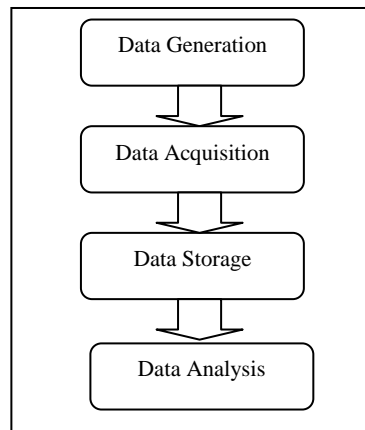 Data Generation
Data Acquisition
Data Storage
Data Analysis